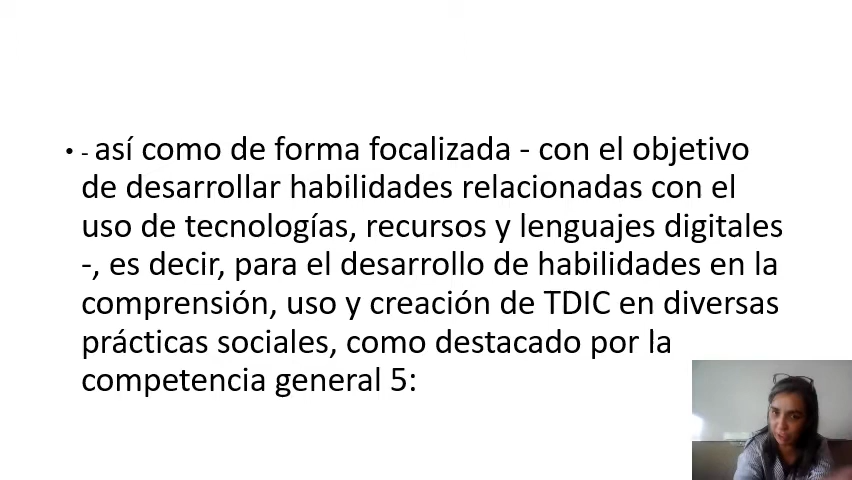 • - así como de forma focalizada - con el objetivo
de desarrollar habilidades relacionadas con el
uso de tecnologías, recursos y lenguajes digitales
-, es decir, para el desarrollo de habilidades en la
comprensión, uso y creación de TDIC en diversas
prácticas sociales, como destacado por la
competencia general 5: